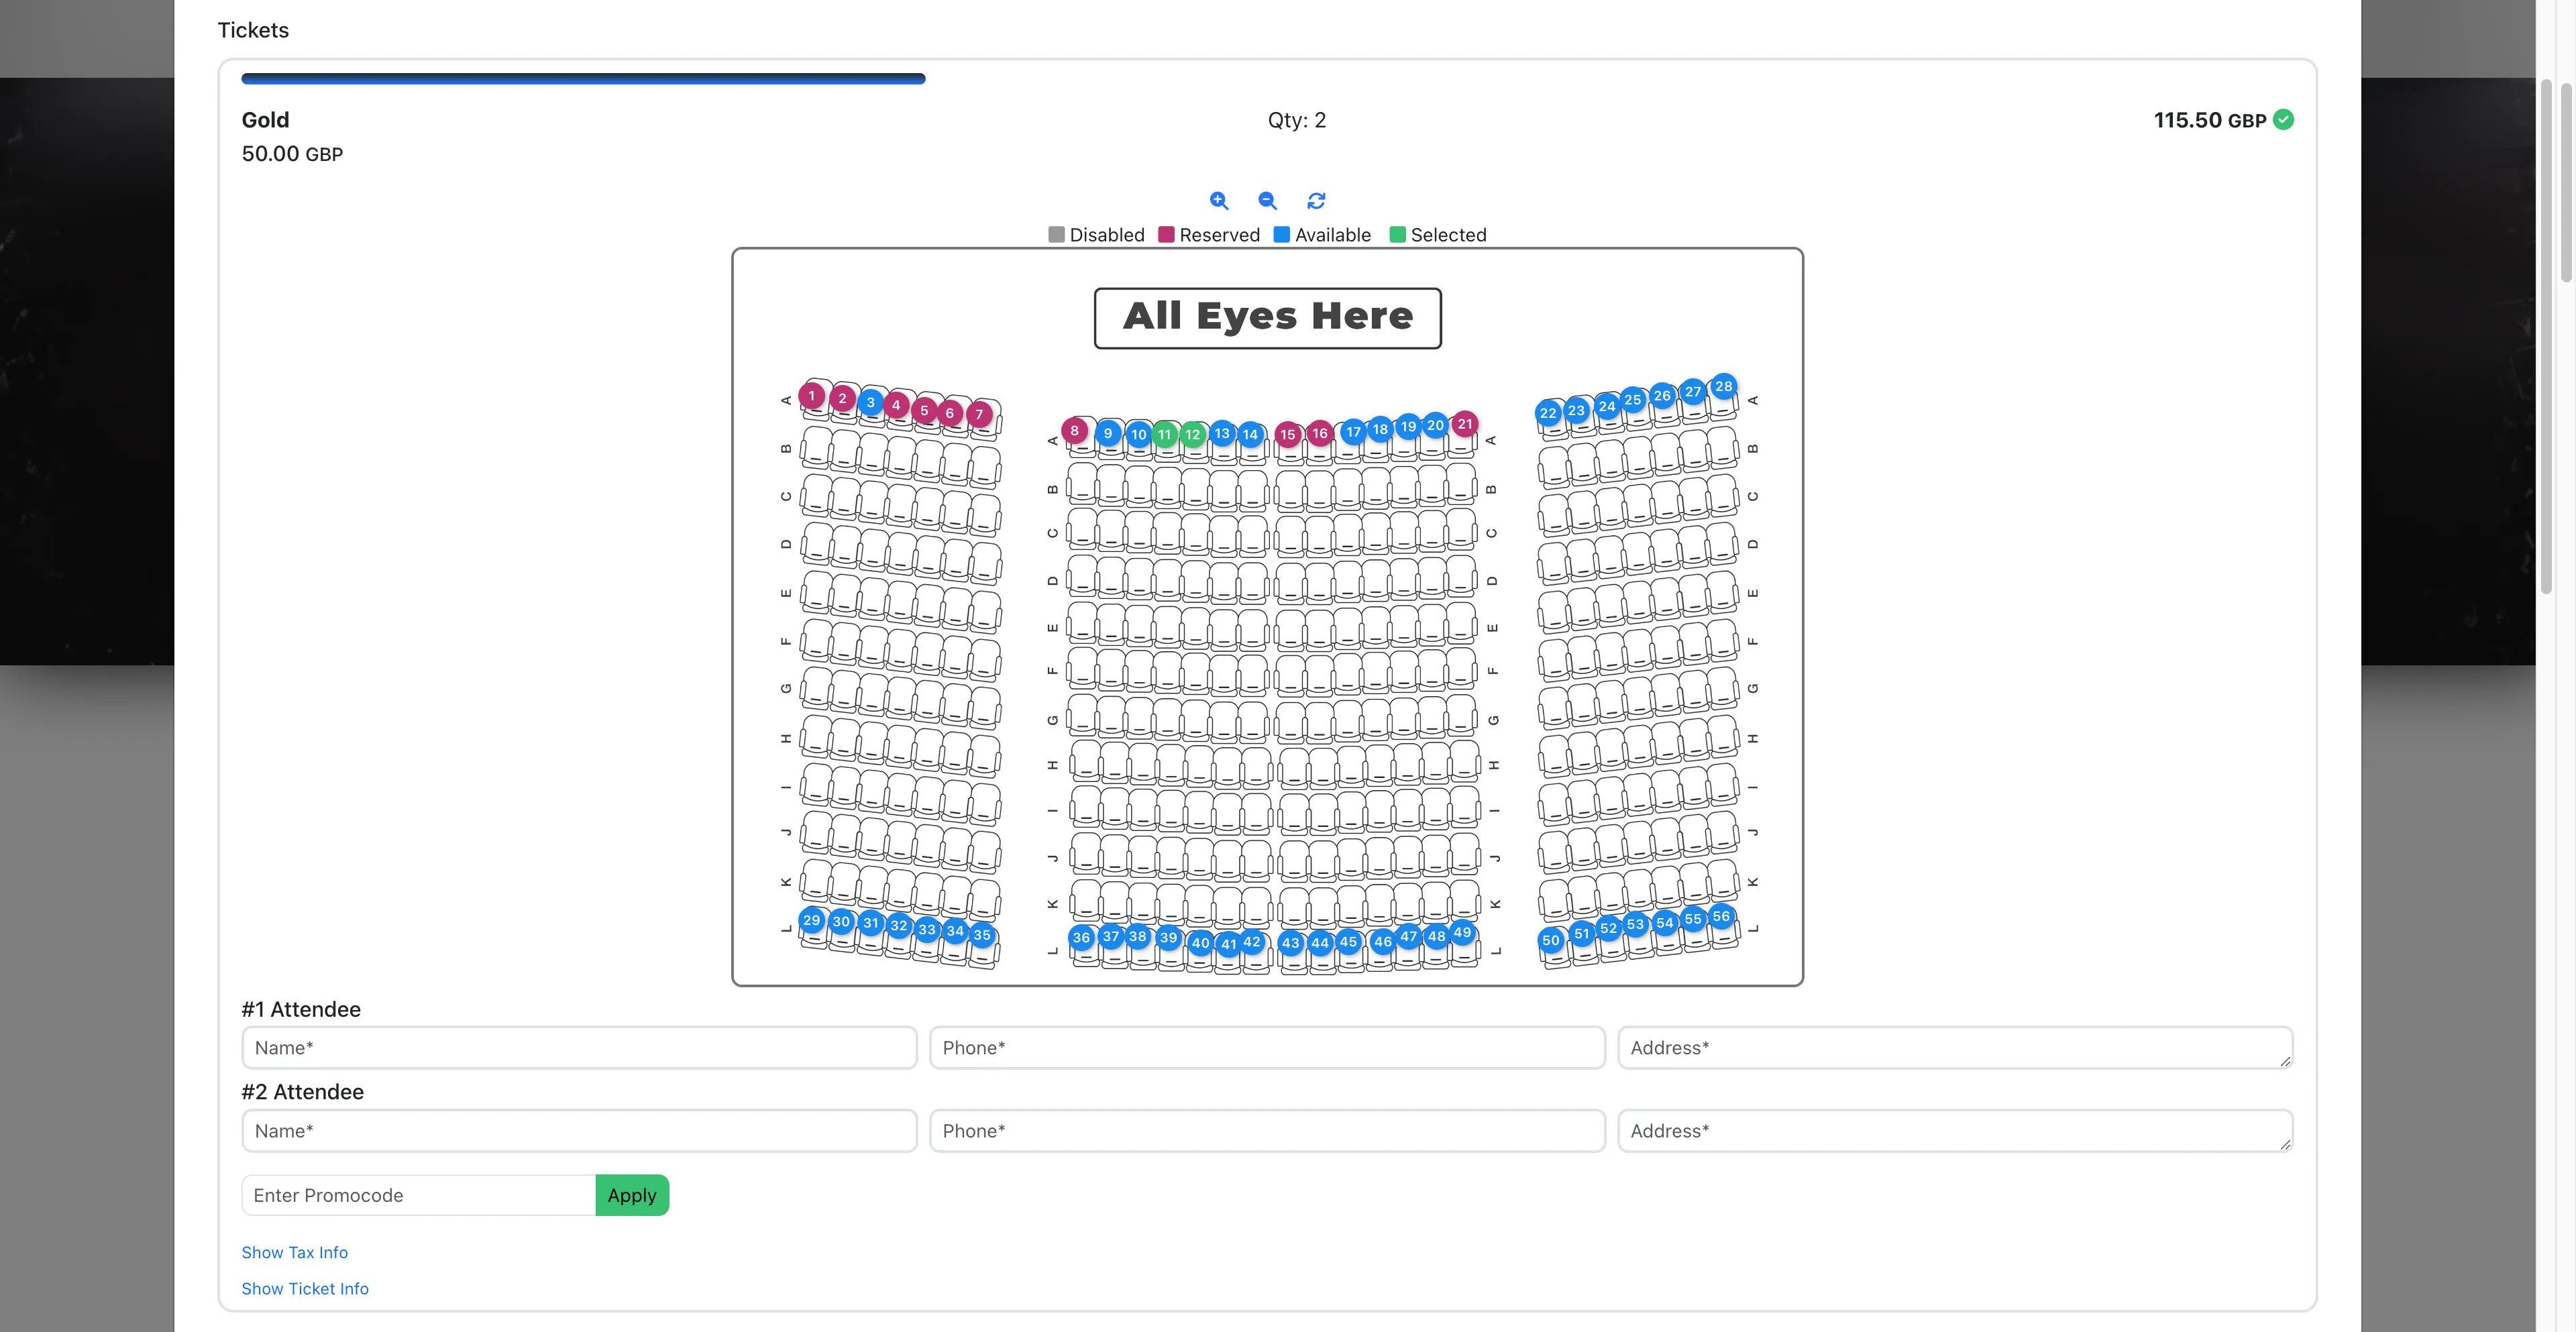 Tickets
Gold
Qty: 2
115.50 GBP
50.00 GBP
Disabled Reserved Available Selected
All Eyes Here
A 1 2 3 4 5 6 7
A 8 9 10 11 12 13 14 15 16 17 18 19 20 21 A
22 23 24 25 26 27 28 A
B B B B
C C C C
D D D D
E E E E
F F F F
G G G G
H H H H
I I I I
J J J J
K K K K
L 29 30 31 32 33 34 35
L 36 37 38 39 40 41 42 43 44 45 46 47 48 49 L
50 51 52 53 54 55 56 L
#1 Attendee
Name* Phone* Address*
#2 Attendee
Name* Phone* Address*
Enter Promocode Apply
Show Tax Info
Show Ticket Info